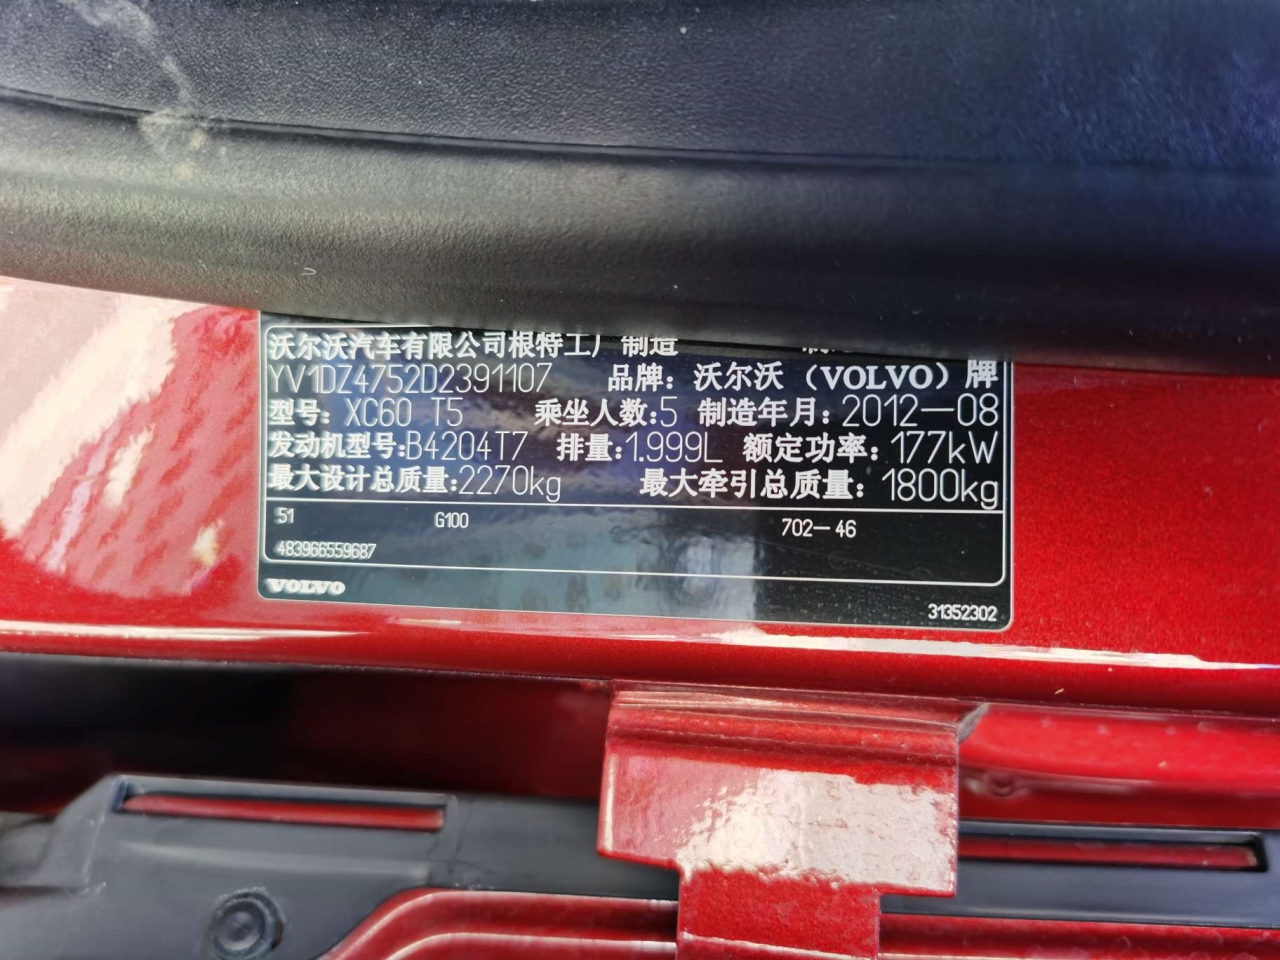 沃尔沃汽车有限公司根特工厂制造
YV1DZ4752D2391107 品牌：沃尔沃（VOLVO）牌
型号：XC60 T5 乘坐人数：5 制造年月：2012-08
发动机型号：B4204T7 排量：1.999L 额定功率：177kW
最大设计总质量：2270kg 最大牵引总质量：1800kg
51 G100 702-46
483966559687
VOLVO
31352302